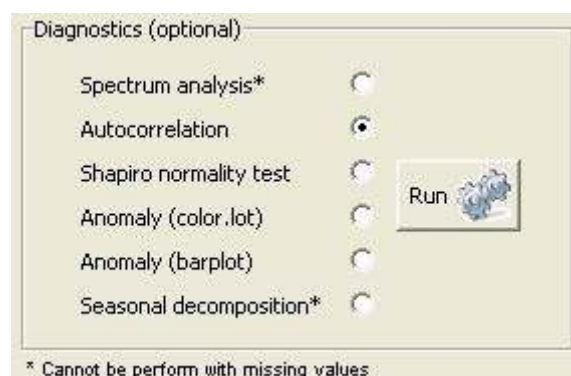 Diagnostics (optional)
Spectrum analysis*
Autocorrelation
Shapiro normality test
Anomaly (color.lot)
Anomaly (barplot)
Seasonal decomposition*
Run
* Cannot be perform with missing values